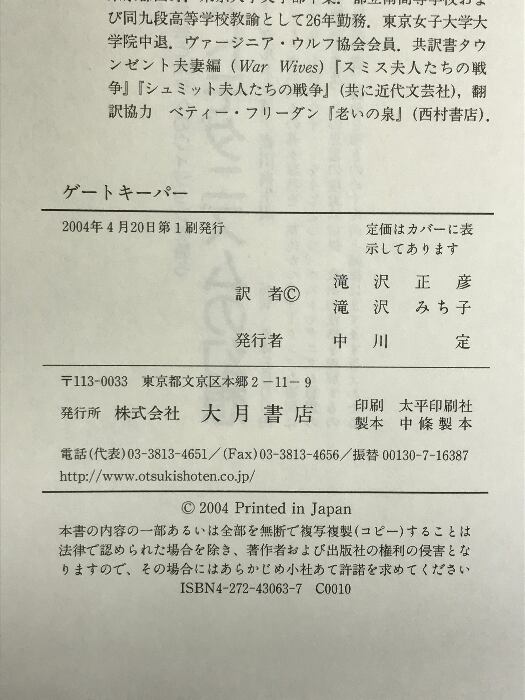 び同九段高等学校教諭として26年勤務．東京女子大学大
学院中退．ヴァージニア・ウルフ協会会員．共訳書タウ
ンゼント夫妻編（War Wives）『スミス夫人たちの戦
争』『シュミット夫人たちの戦争』（共に近代文芸社），翻
訳協力　ベティー・フリーダン『老いの泉』（西村書店）．
ゲートキーパー
2004年4月20日第1刷発行
定価はカバーに表
示してあります
訳　者©　滝　沢　正　彦
滝　沢　みち子
発行者　中　川　定
〒113-0033　東京都文京区本郷2－11－9
発行所　株式会社　大月書店
印刷　太平印刷社
製本　中條製本
電話(代表)03-3813-4651／(Fax)03-3813-4656／振替00130-7-16387
http://www.otsukishoten.co.jp/
© 2004 Printed in Japan
本書の内容の一部あるいは全部を無断で複写複製(コピー)することは
法律で認められた場合を除き、著作者および出版社の権利の侵害とな
りますので、その場合にはあらかじめ小社あて許諾を求めてください
ISBN4-272-43063-7　C0010